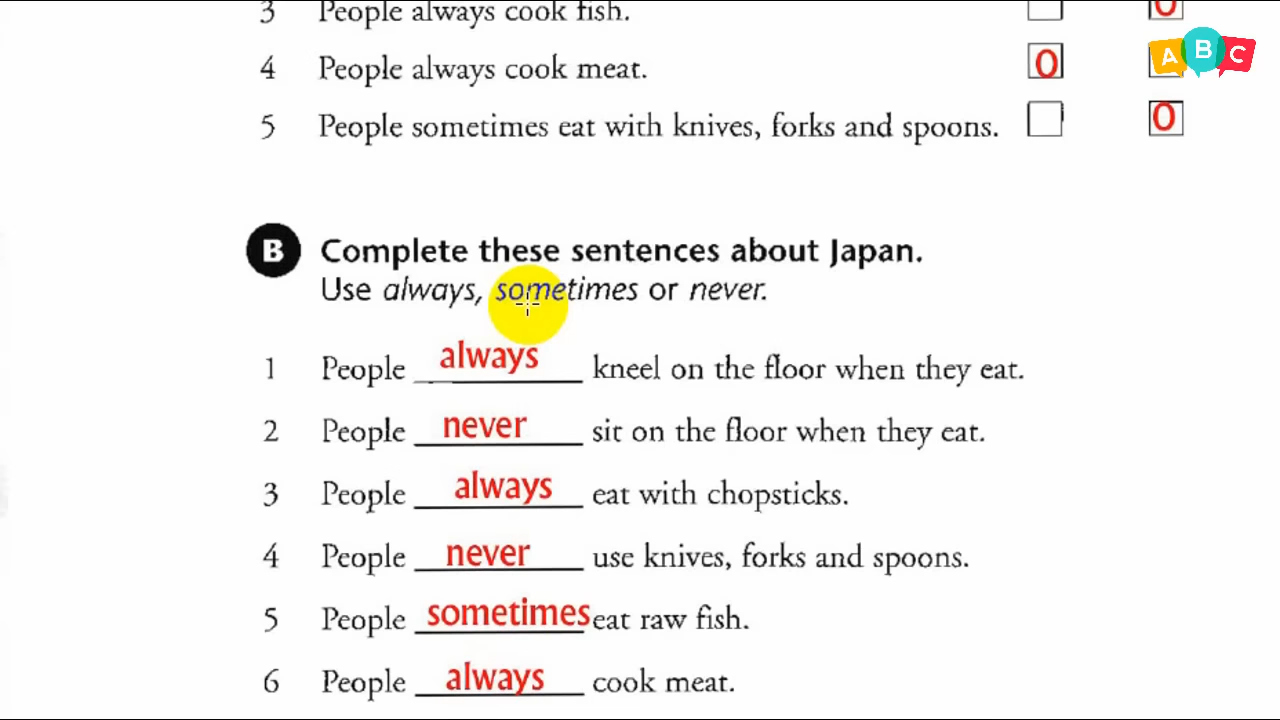 3 People always cook fish. 0
4 People always cook meat. 0
A B C
5 People sometimes eat with knives, forks and spoons. 0
B Complete these sentences about Japan.
Use always, sometimes or never.
1 People always kneel on the floor when they eat.
2 People never sit on the floor when they eat.
3 People always eat with chopsticks.
4 People never use knives, forks and spoons.
5 People sometimes eat raw fish.
6 People always cook meat.